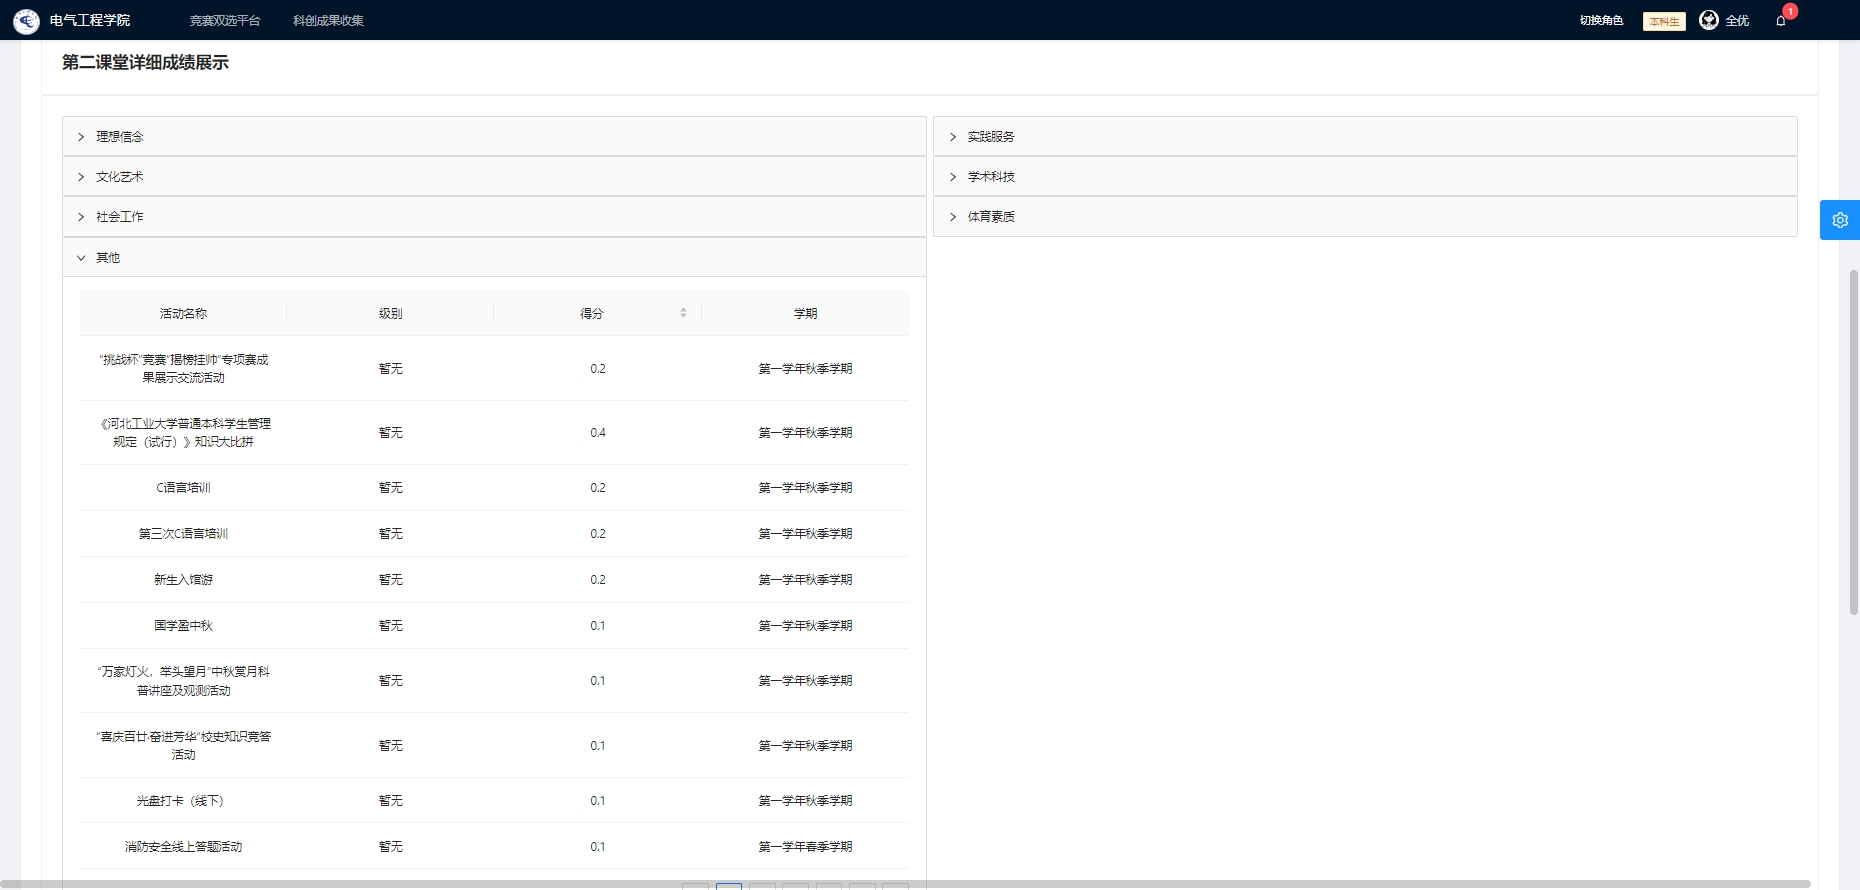 电气工程学院 竞赛双选平台 科创成果收集 切换角色 本科生 全优 1
第二课堂详细成绩展示
理想信念 实践服务
文化艺术 学术科技
社会工作 体育素质
其他
活动名称 级别 得分 学期
“挑战杯”竞赛“揭榜挂帅”专项赛成
果展示交流活动 暂无 0.2 第一学年秋季学期
《河北工业大学普通本科学生管理
规定（试行）》知识大比拼 暂无 0.4 第一学年秋季学期
C语言培训 暂无 0.2 第一学年秋季学期
第三次C语言培训 暂无 0.2 第一学年秋季学期
新生入馆游 暂无 0.2 第一学年秋季学期
国学盈中秋 暂无 0.1 第一学年秋季学期
“万家灯火，举头望月”中秋赏月科
普讲座及观测活动 暂无 0.1 第一学年秋季学期
“喜庆百廿·奋进芳华”校史知识竞答
活动 暂无 0.1 第一学年秋季学期
光盘打卡（线下） 暂无 0.1 第一学年秋季学期
消防安全线上答题活动 暂无 0.1 第一学年春季学期